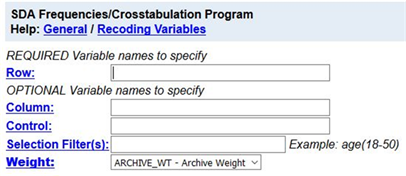 SDA Frequencies/Crosstabulation Program
Help: General / Recoding Variables
REQUIRED Variable names to specify
Row:
OPTIONAL Variable names to specify
Column:
Control:
Selection Filter(s): Example: age(18-50)
Weight: ARCHIVE_WT - Archive Weight